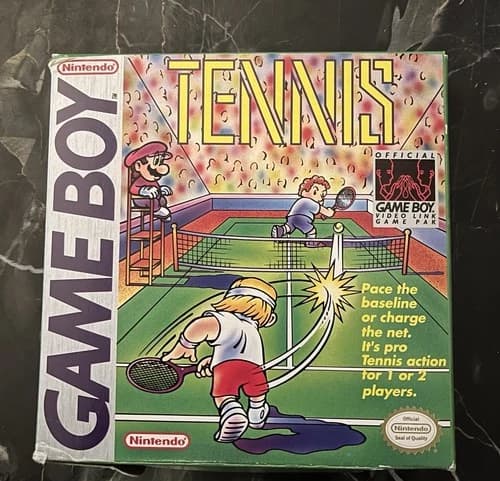 Nintendo
GAME BOY
TM
TENNIS
OFFICIAL
GAME BOY
VIDEO LINK
GAME PAK
Pace the
baseline
or charge
the net.
It's pro
Tennis action
for 1 or 2
players.
Nintendo
Official
Nintendo
Seal of Quality